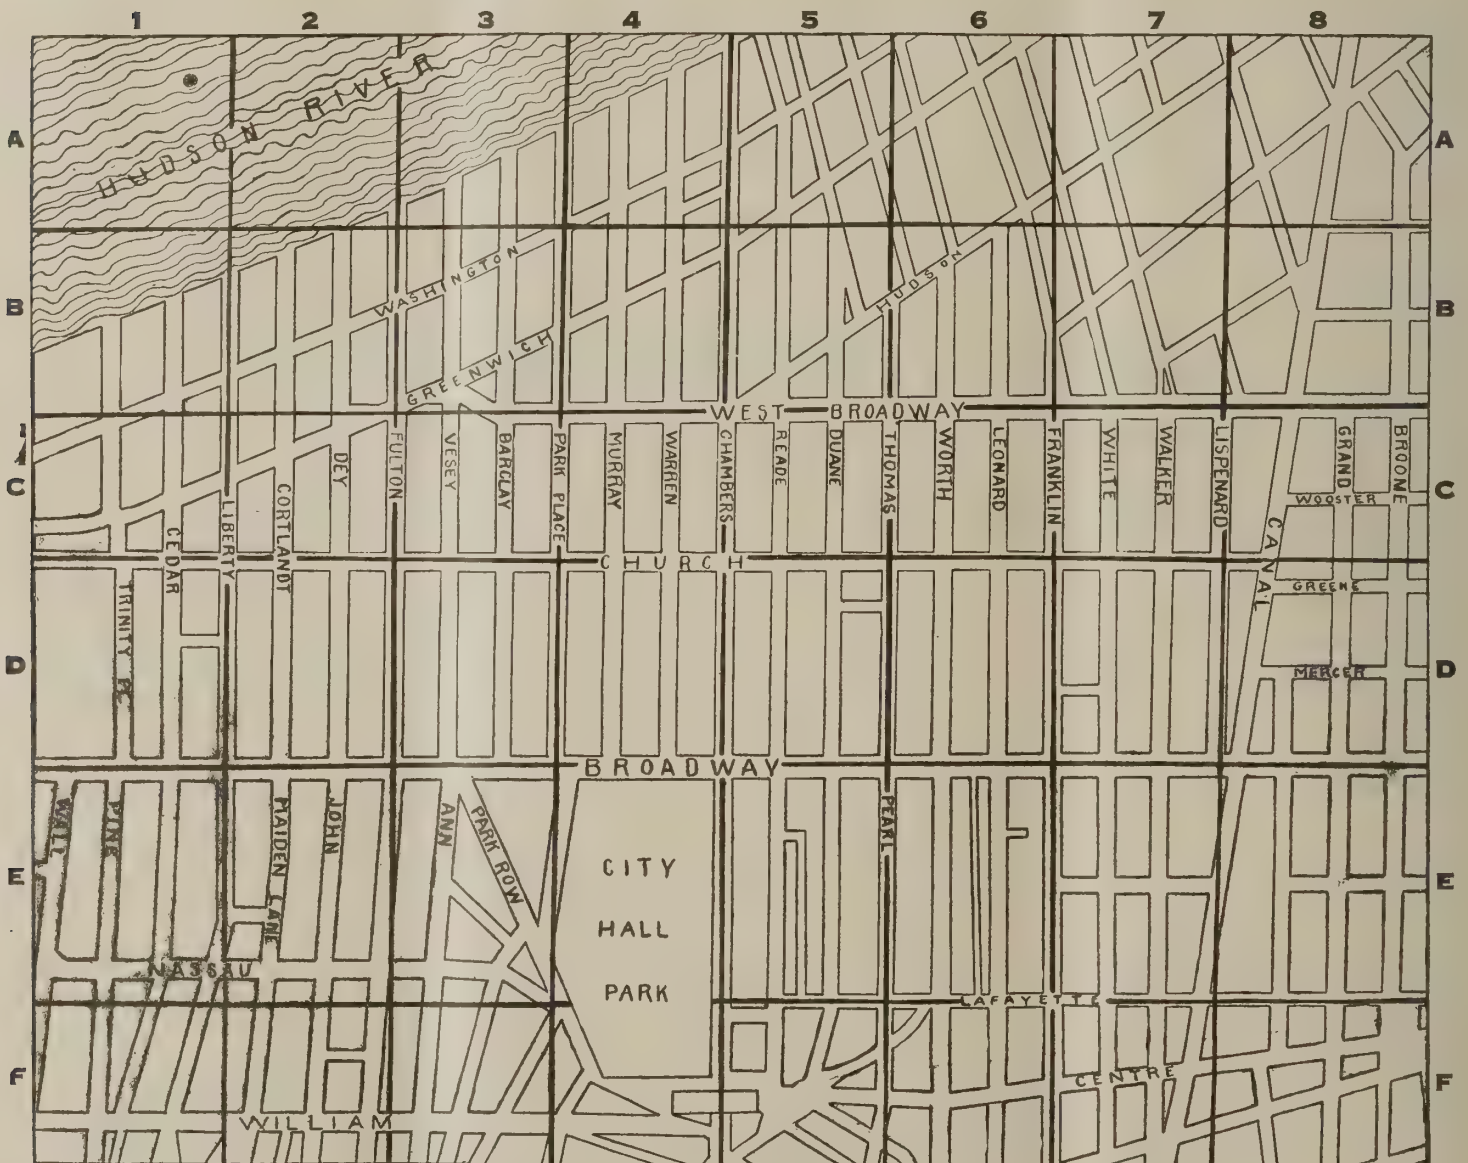 1 2 3 4 5 6 7 8
A A
HUDSON RIVER
B B
WASHINGTON
HUDSON
GREENWICH
WEST BROADWAY
C C
CEDAR
LIBERTY
CORTLANDT
DEY
FULTON
VESEY
BARCLAY
PARK PLACE
MURRAY
WARREN
CHAMBERS
READE
DUANE
THOMAS
WORTH
LEONARD
FRANKLIN
WHITE
WALKER
LISPENARD
CANAL
GRAND
BROOME
WOOSTER
CHURCH
GREENE
D D
TRINITY PL
MERCER
BROADWAY
E E
WALL
PINE
MAIDEN LANE
JOHN
ANN
PARK ROW
CITY
HALL
PARK
PEARL
NASSAU
LAFAYETTE
F F
CENTRE
WILLIAM